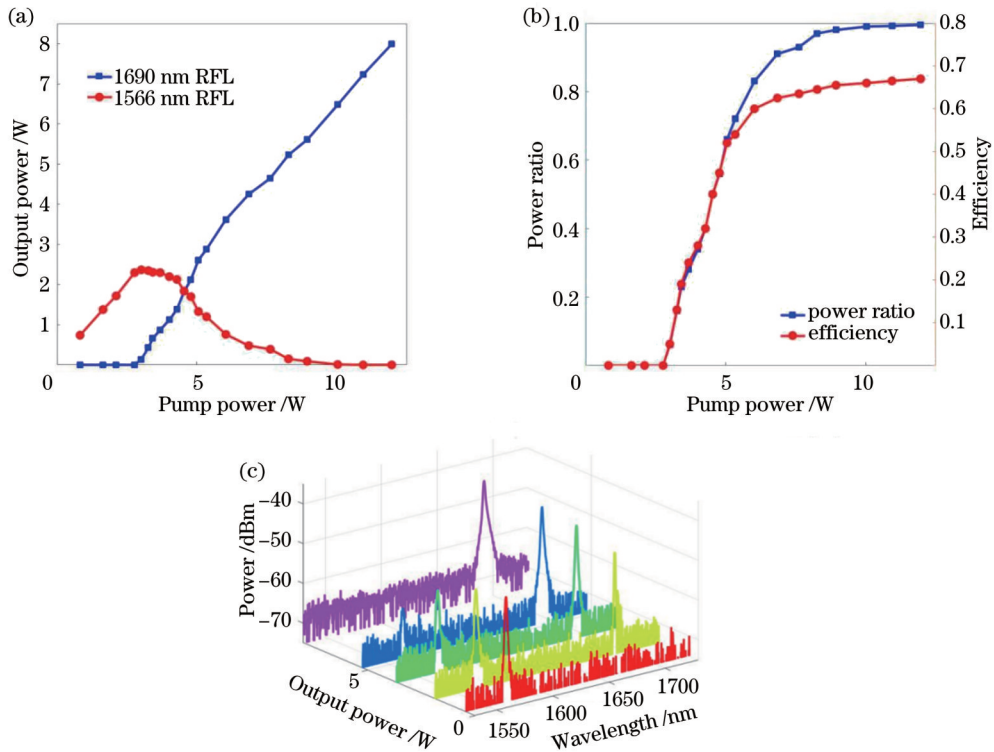 (a)
8
7
6
5
4
3
2
1
0
5
10
Output power /W
Pump power /W
1690 nm RFL
1566 nm RFL
(b)
1.0
0.8
0.6
0.4
0.2
0
5
10
0.8
0.7
0.6
0.5
0.4
0.3
0.2
0.1
Power ratio
Efficiency
Pump power /W
power ratio
efficiency
(c)
−40
−50
−60
−70
Power /dBm
5
0
Output power /W
1550
1600
1650
1700
Wavelength /nm